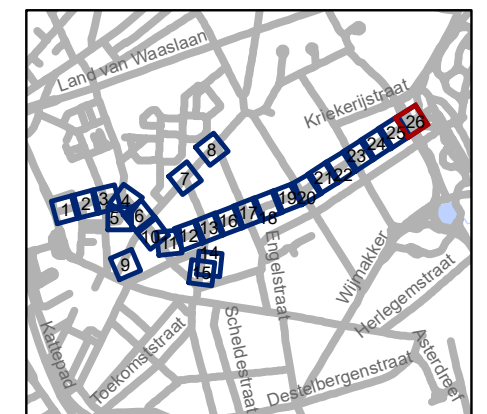 Land van Waaslaan
Kriekerijstraat
26
25
24
23
22
21
20
19
18
17
16
15
14
13
12
11
10
9
8
7
6
5
4
3
2
1
Engelstraat
Wijmakker
Herlegemstraat
Kattepad
Toekomststraat
Scheldestraat
Destelbergenstraat
Asterdreef